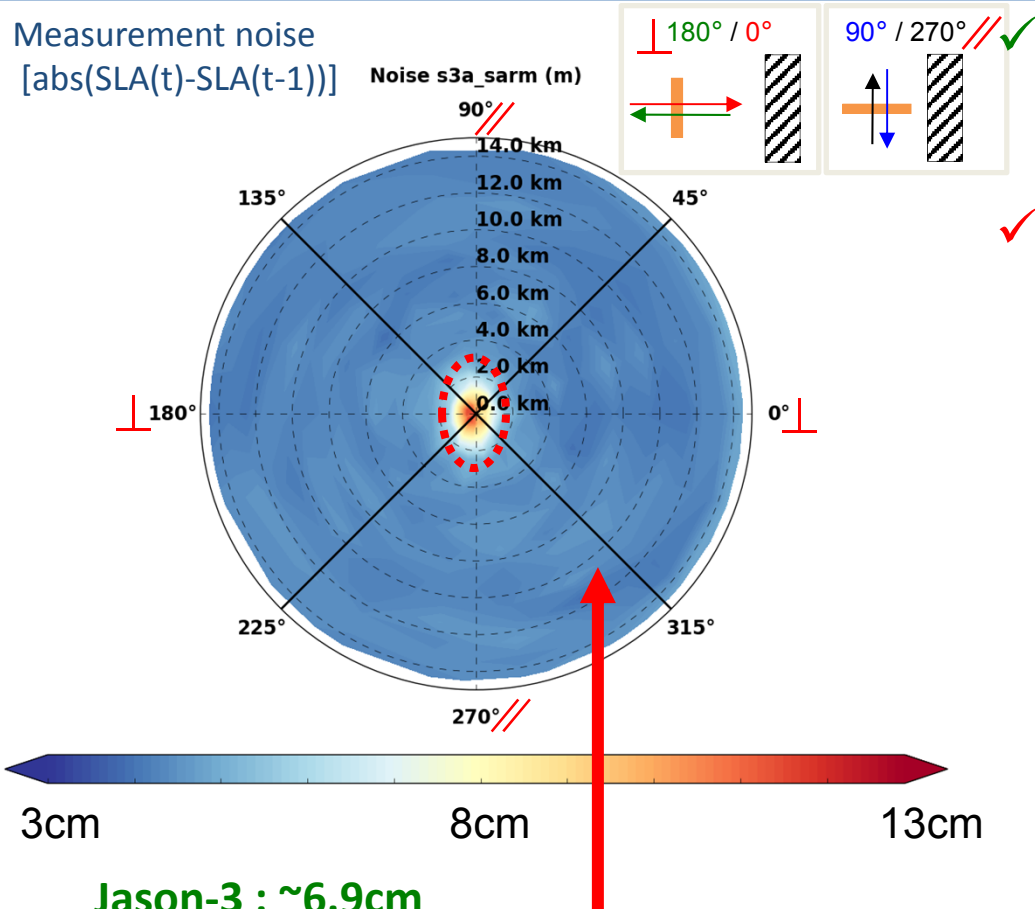 Measurement noise
[abs(SLA(t)-SLA(t-1))]
Noise s3a_sarm (m)
⊥ 180° / 0°
90° / 270° //
90° //
14.0 km
12.0 km
10.0 km
8.0 km
6.0 km
4.0 km
2.0 km
0.0 km
135°
45°
⊥ 180°
0° ⊥
225°
315°
270° //
3cm
8cm
13cm
Jason-3 : ~6.9cm